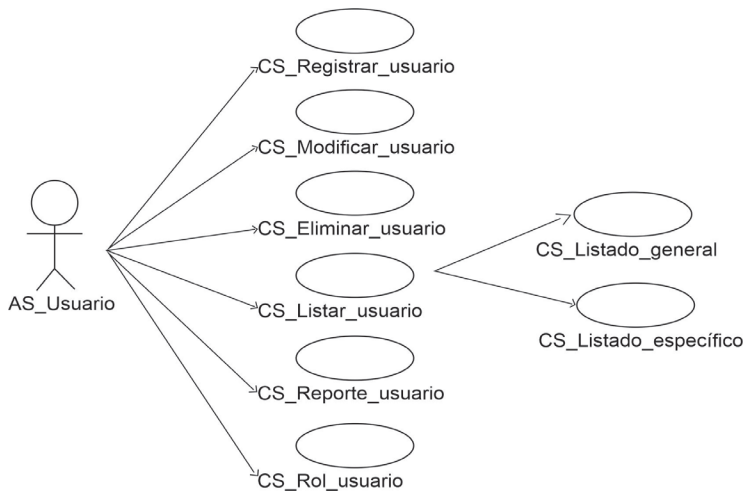 CS_Registrar_usuario
CS_Modificar_usuario
CS_Eliminar_usuario
AS_Usuario
CS_Listar_usuario
CS_Reporte_usuario
CS_Rol_usuario
CS_Listado_general
CS_Listado_específico